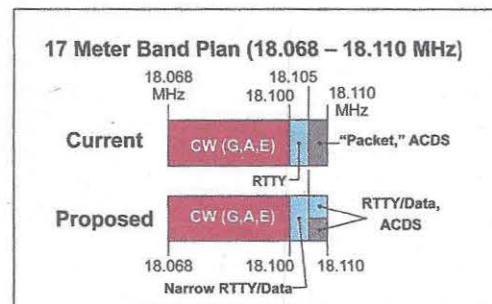 17 Meter Band Plan (18.068 – 18.110 MHz)
18.068 MHz
18.100
18.105
18.110 MHz
Current
CW (G,A,E)
"Packet," ACDS
RTTY
Proposed
CW (G,A,E)
RTTY/Data, ACDS
18.068
18.100
18.110
Narrow RTTY/Data